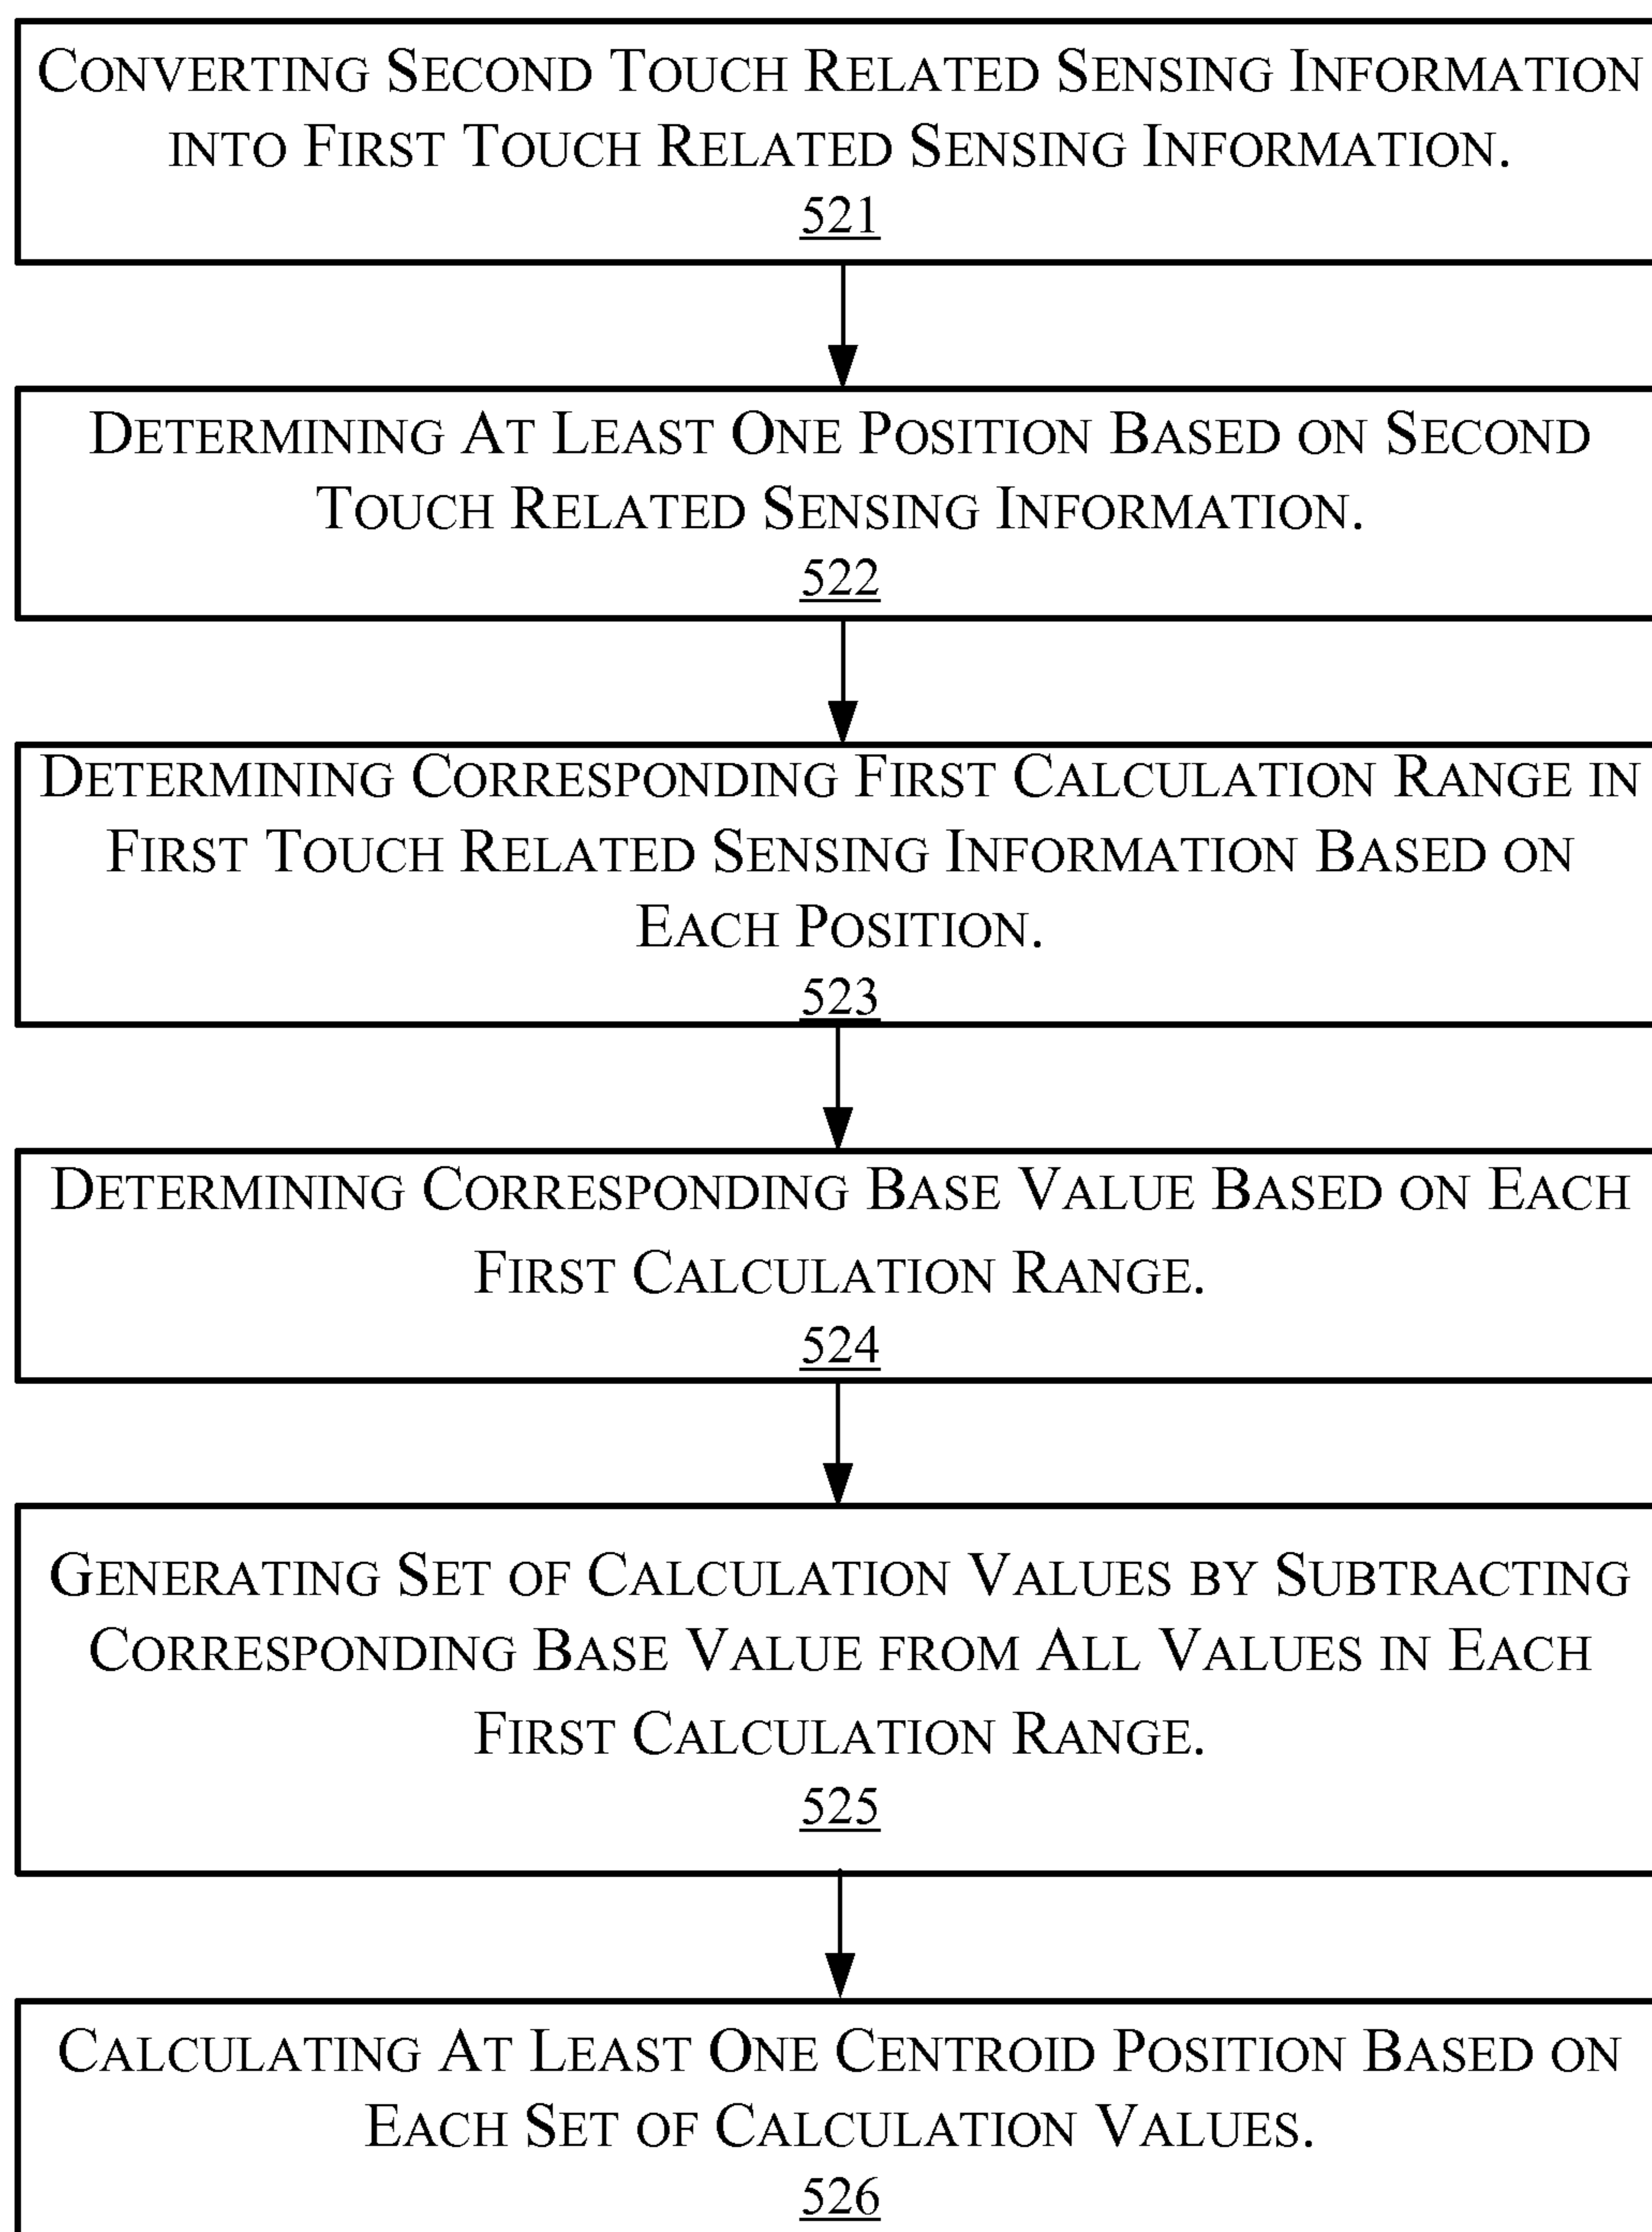 CONVERTING SECOND TOUCH RELATED SENSING INFORMATION
INTO FIRST TOUCH RELATED SENSING INFORMATION.
521
DETERMINING AT LEAST ONE POSITION BASED ON SECOND
TOUCH RELATED SENSING INFORMATION.
522
DETERMINING CORRESPONDING FIRST CALCULATION RANGE IN
FIRST TOUCH RELATED SENSING INFORMATION BASED ON
EACH POSITION.
523
DETERMINING CORRESPONDING BASE VALUE BASED ON EACH
FIRST CALCULATION RANGE.
524
GENERATING SET OF CALCULATION VALUES BY SUBTRACTING
CORRESPONDING BASE VALUE FROM ALL VALUES IN EACH
FIRST CALCULATION RANGE.
525
CALCULATING AT LEAST ONE CENTROID POSITION BASED ON
EACH SET OF CALCULATION VALUES.
526